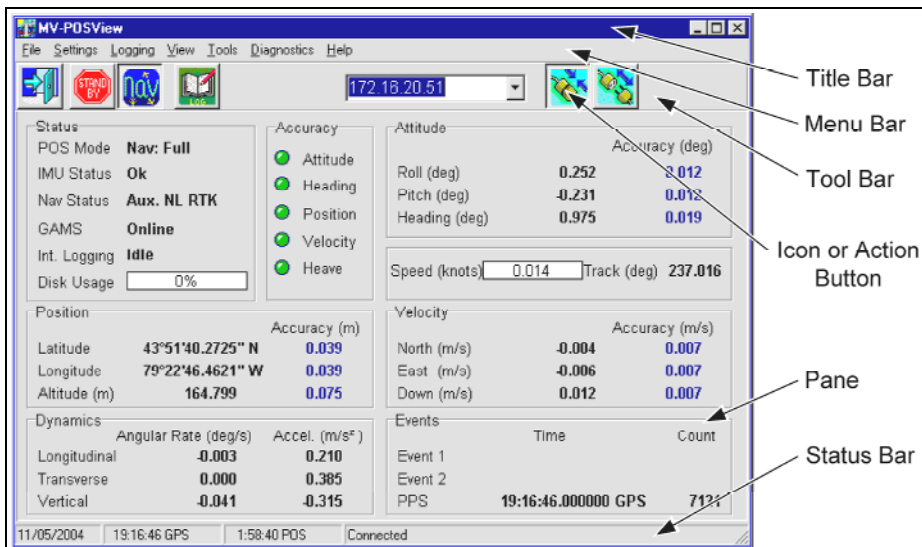 MV-POSView
File Settings Logging View Tools Diagnostics Help
STAND BY
nav
LOG
172.16.20.51
Title Bar
Menu Bar
Tool Bar
Icon or Action Button
Pane
Status Bar
Status
POS Mode Nav: Full
IMU Status Ok
Nav Status Aux. NL RTK
GAMS Online
Int. Logging Idle
Disk Usage 0%
Accuracy
Attitude
Heading
Position
Velocity
Heave
Attitude
Accuracy (deg)
Roll (deg) 0.252 0.012
Pitch (deg) -0.231 0.012
Heading (deg) 0.975 0.019
Speed (knots) 0.014 Track (deg) 237.016
Position
Accuracy (m)
Latitude 43°51'40.2725" N 0.039
Longitude 79°22'46.4621" W 0.039
Altitude (m) 164.799 0.075
Velocity
Accuracy (m/s)
North (m/s) -0.004 0.007
East (m/s) -0.006 0.007
Down (m/s) 0.012 0.007
Dynamics
Angular Rate (deg/s) Accel. (m/s²)
Longitudinal -0.003 0.210
Transverse 0.000 0.385
Vertical -0.041 -0.315
Events
Time Count
Event 1
Event 2
PPS 19:16:46.000000 GPS
11/05/2004 19:16:46 GPS 1:58:40 POS Connected